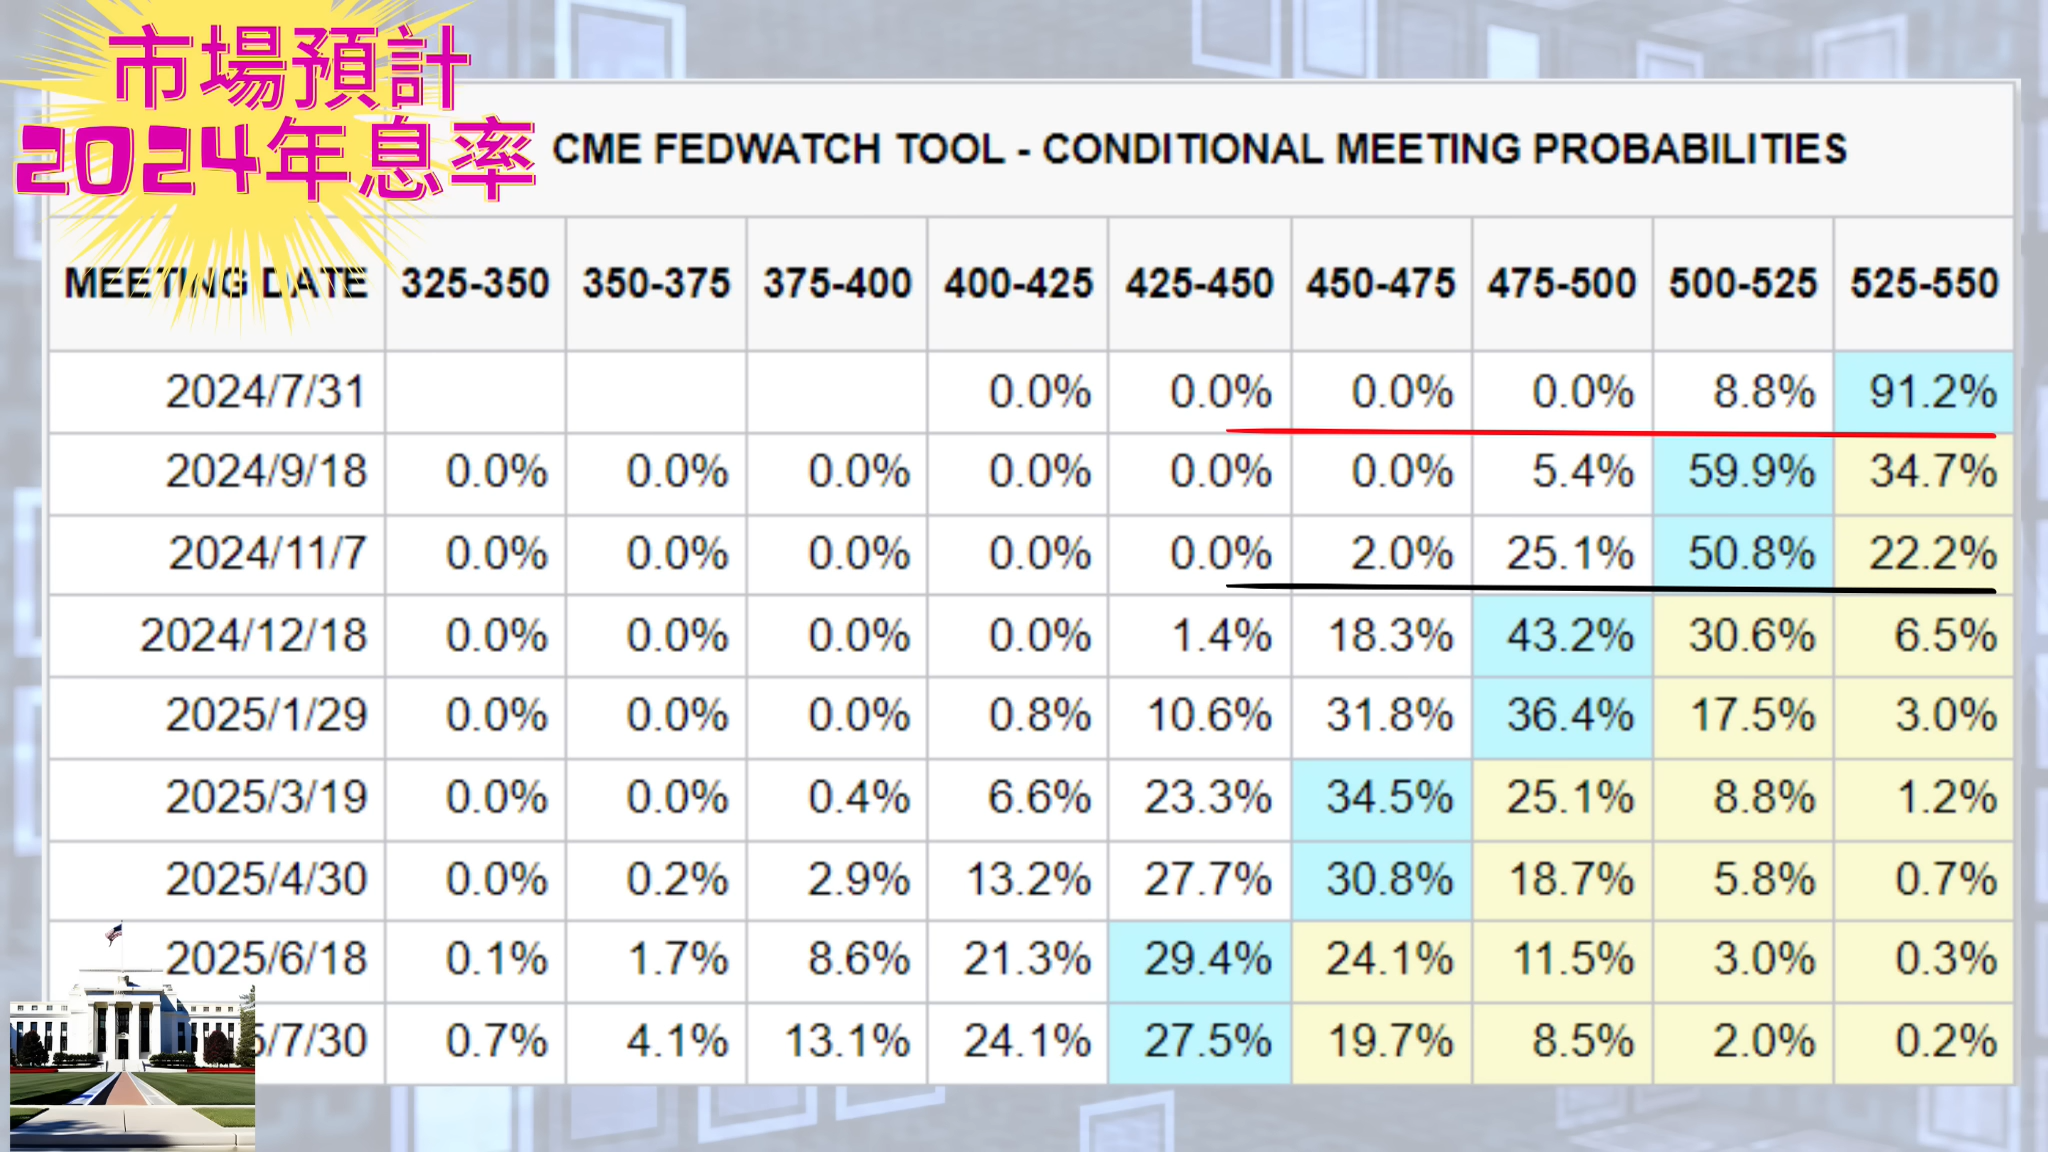 市場預計
2024年息率
CME FEDWATCH TOOL - CONDITIONAL MEETING PROBABILITIES
MEETING DATE 325-350 350-375 375-400 400-425 425-450 450-475 475-500 500-525 525-550
2024/7/31 0.0% 0.0% 0.0% 0.0% 8.8% 91.2%
2024/9/18 0.0% 0.0% 0.0% 0.0% 0.0% 0.0% 5.4% 59.9% 34.7%
2024/11/7 0.0% 0.0% 0.0% 0.0% 0.0% 2.0% 25.1% 50.8% 22.2%
2024/12/18 0.0% 0.0% 0.0% 0.0% 1.4% 18.3% 43.2% 30.6% 6.5%
2025/1/29 0.0% 0.0% 0.0% 0.8% 10.6% 31.8% 36.4% 17.5% 3.0%
2025/3/19 0.0% 0.0% 0.4% 6.6% 23.3% 34.5% 25.1% 8.8% 1.2%
2025/4/30 0.0% 0.2% 2.9% 13.2% 27.7% 30.8% 18.7% 5.8% 0.7%
2025/6/18 0.1% 1.7% 8.6% 21.3% 29.4% 24.1% 11.5% 3.0% 0.3%
5/7/30 0.7% 4.1% 13.1% 24.1% 27.5% 19.7% 8.5% 2.0% 0.2%